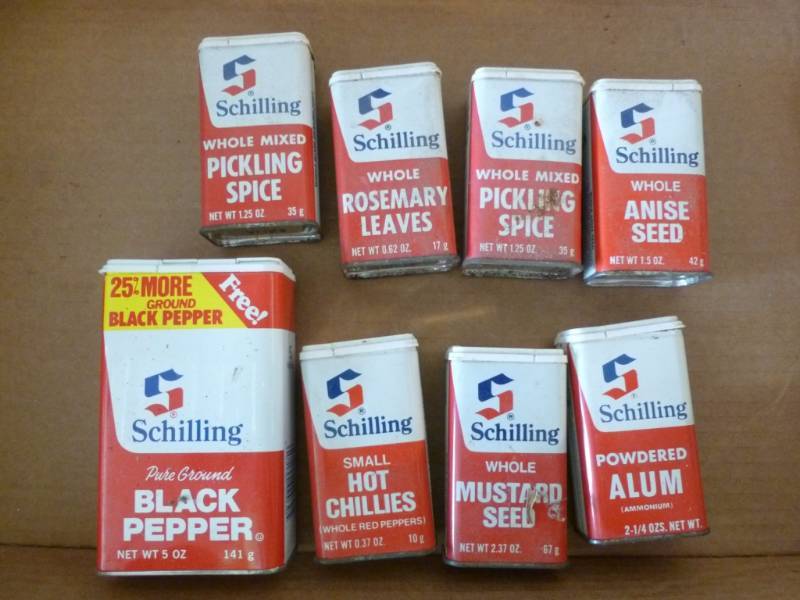 Schilling
WHOLE MIXED
PICKLING
SPICE
NET WT 1.25 OZ. 35 g
Schilling
WHOLE
ROSEMARY
LEAVES
NET WT 0.62 OZ. 17 g
Schilling
WHOLE MIXED
PICKLING
SPICE
NET WT 1.25 OZ. 35 g
Schilling
WHOLE
ANISE
SEED
NET WT 1.5 OZ. 42 g
25% MORE
GROUND
BLACK PEPPER
Free!
Schilling
Pure Ground
BLACK
PEPPER
NET WT 5 OZ 141 g
Schilling
SMALL
HOT
CHILLIES
(WHOLE RED PEPPERS)
NET WT 0.37 OZ. 10 g
Schilling
WHOLE
MUSTARD
SEED
NET WT 2.37 OZ. 67 g
Schilling
POWDERED
ALUM
(AMMONIUM)
2-1/4 OZS. NET WT.